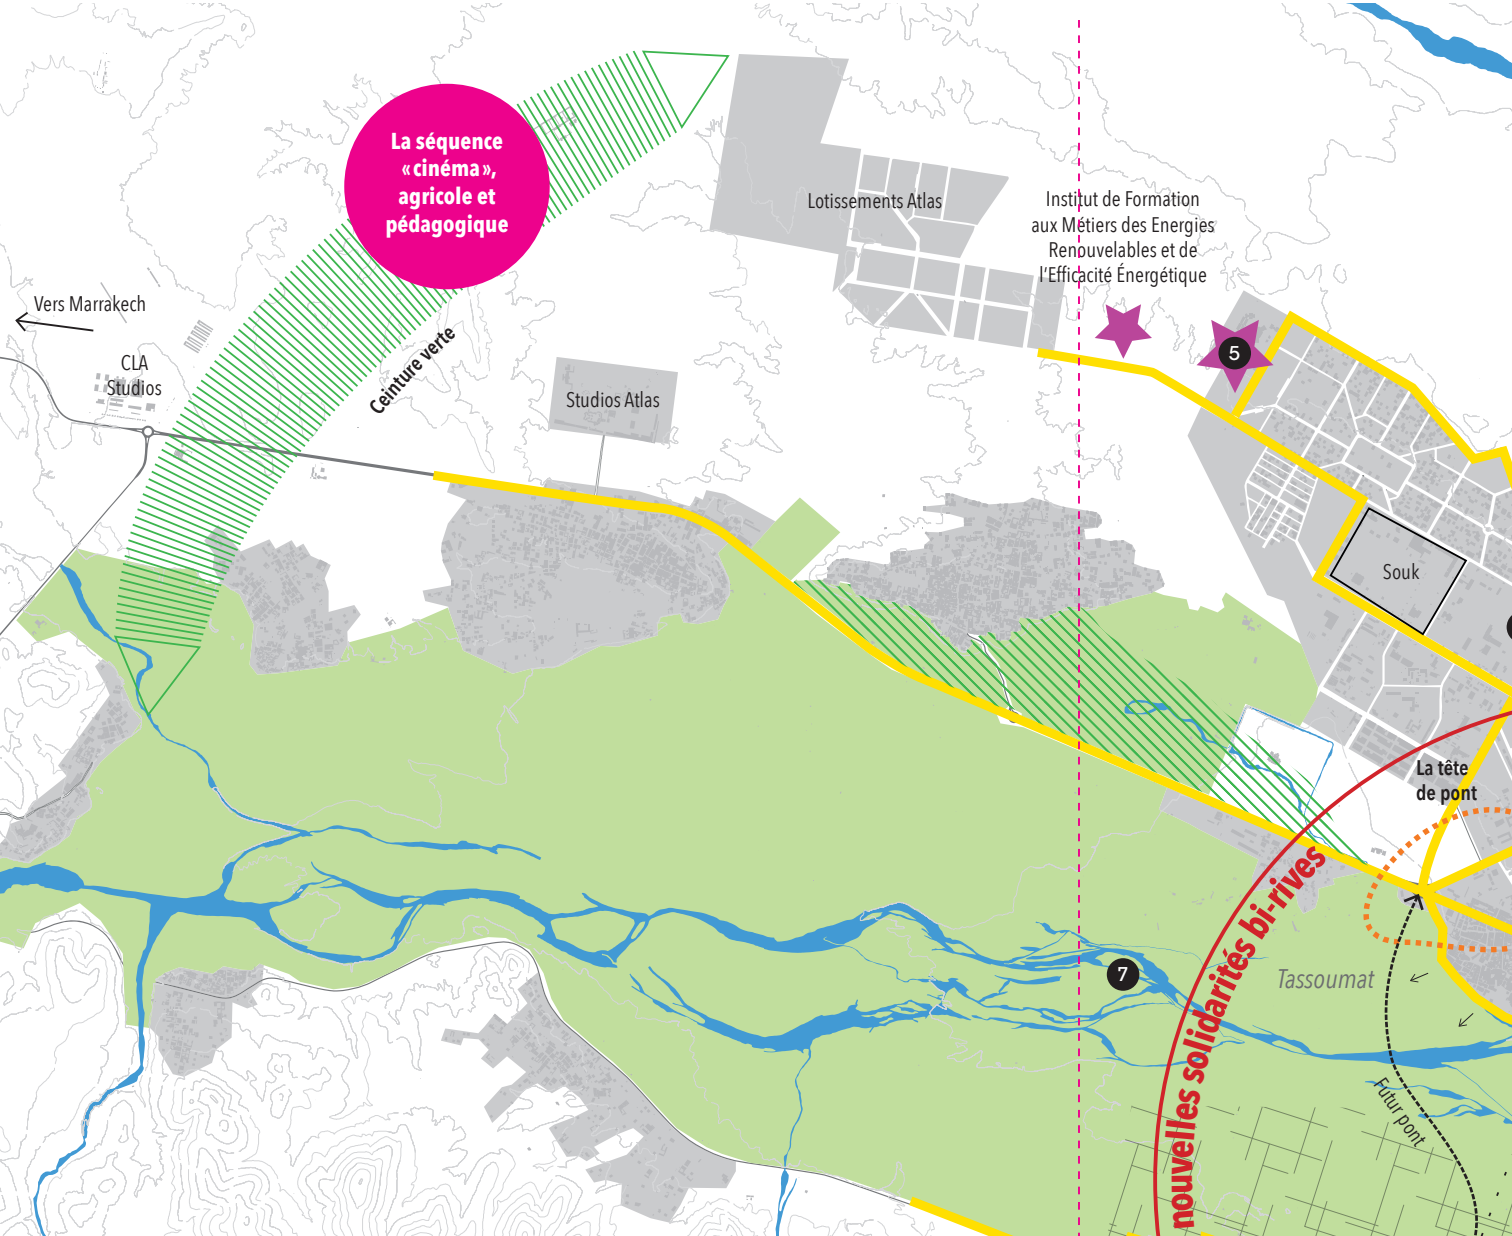 La séquence
« cinéma »,
agricole et
pédagogique
Lotissements Atlas
Institut de Formation
aux Métiers des Energies
Renouvelables et de
l'Efficacité Énergétique
Vers Marrakech
CLA
Studios
Ceinture verte
Studios Atlas
5
Souk
La tête
de pont
nouvelles solidarités bi-rives
7
Tassoumat
Futur pont